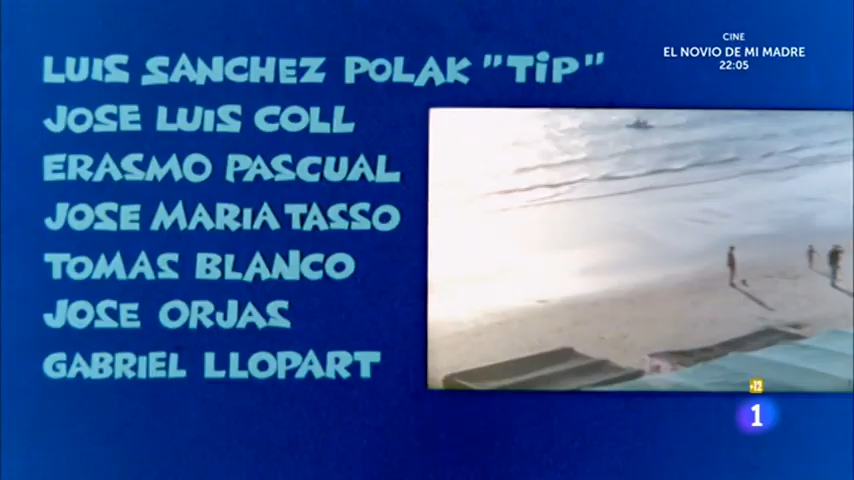 LUIS SANCHEZ POLAK "TiP"
JOSE LUIS COLL
ERASMO PASCUAL
JOSE MARIA TASSO
TOMAS BLANCO
JOSE ORJAS
GABRIEL LLOPART
CINE
EL NOVIO DE MI MADRE
22:05
+12
1